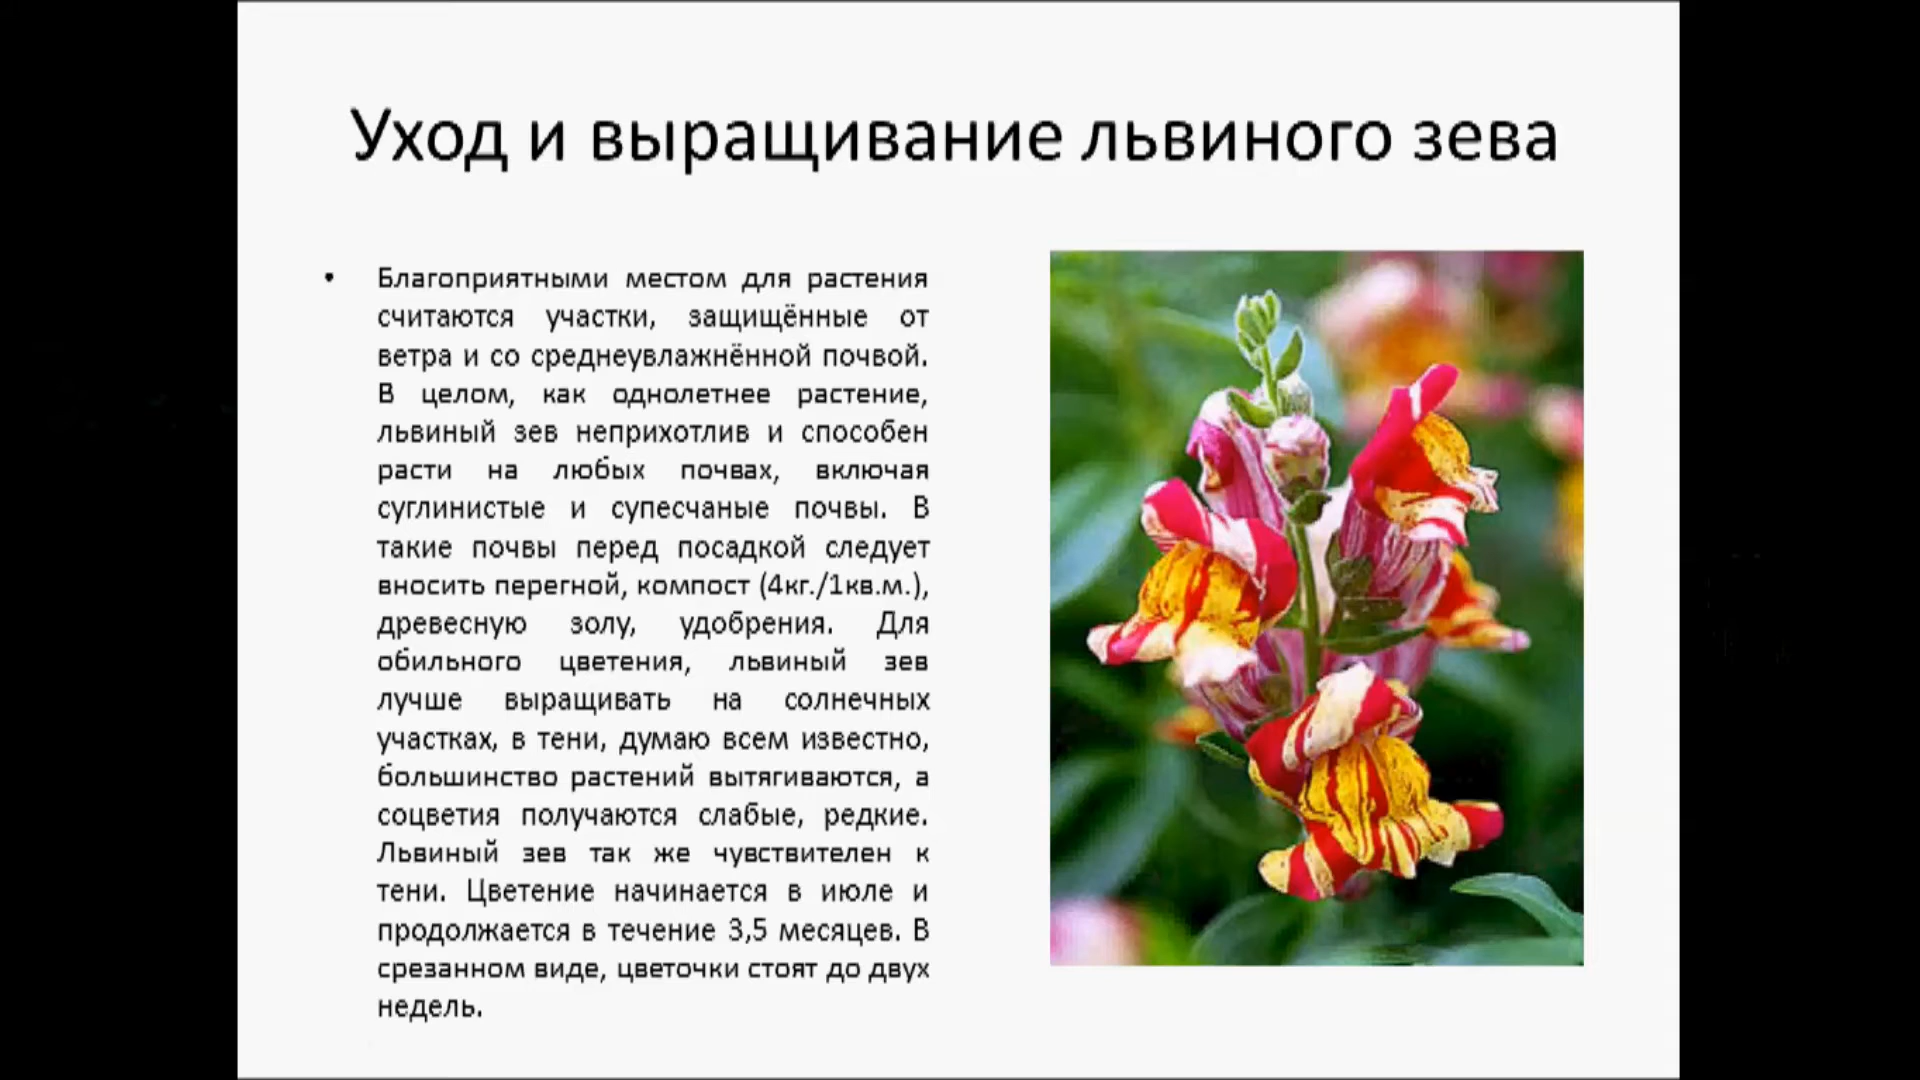 Уход и выращивание львиного зева
• Благоприятными местом для растения
считаются участки, защищённые от
ветра и со среднеувлажнённой почвой.
В целом, как однолетнее растение,
львиный зев неприхотлив и способен
расти на любых почвах, включая
суглинистые и супесчаные почвы. В
такие почвы перед посадкой следует
вносить перегной, компост (4кг./1кв.м.),
древесную золу, удобрения. Для
обильного цветения, львиный зев
лучше выращивать на солнечных
участках, в тени, думаю всем известно,
большинство растений вытягиваются, а
соцветия получаются слабые, редкие.
Львиный зев так же чувствителен к
тени. Цветение начинается в июле и
продолжается в течение 3,5 месяцев. В
срезанном виде, цветочки стоят до двух
недель.